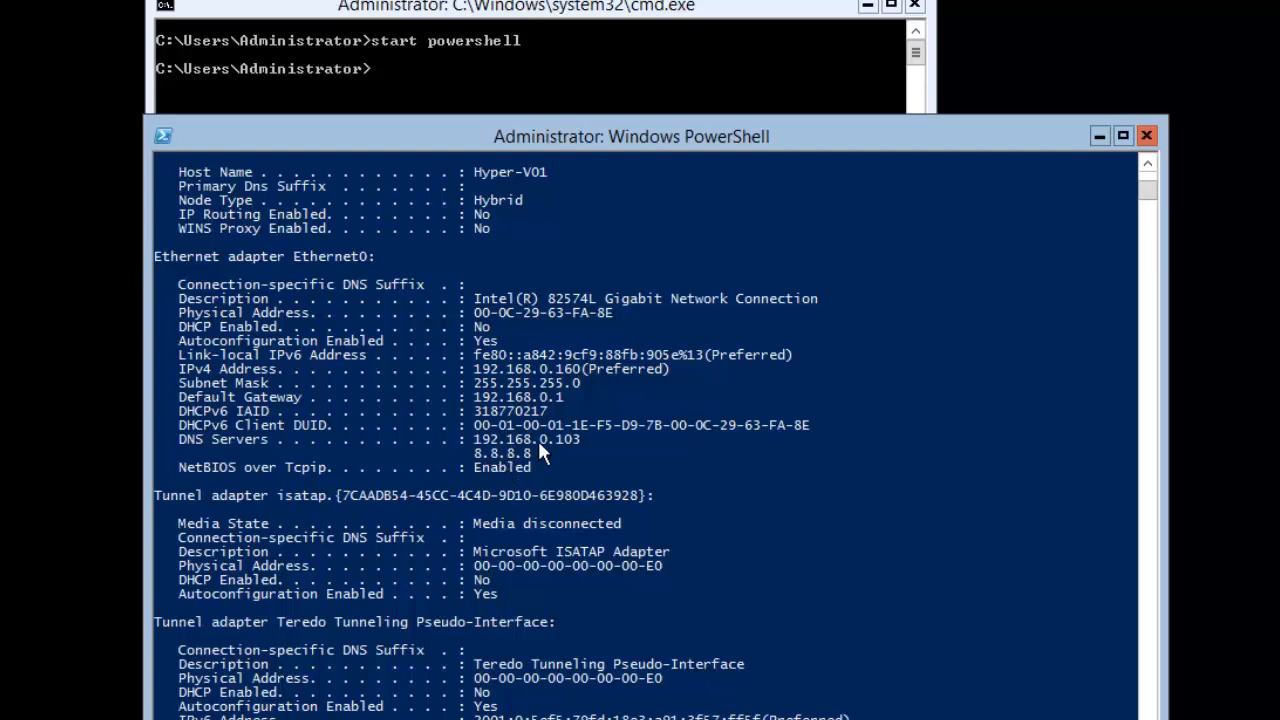 Administrator: C:\Windows\system32\cmd.exe
C:\Users\Administrator>start powershell
C:\Users\Administrator>
Administrator: Windows PowerShell
Host Name . . . . . . . . . . . . : Hyper-V01
Primary Dns Suffix . . . . . . . :
Node Type . . . . . . . . . . . . : Hybrid
IP Routing Enabled. . . . . . . . : No
WINS Proxy Enabled. . . . . . . . : No
Ethernet adapter Ethernet0:
Connection-specific DNS Suffix . :
Description . . . . . . . . . . . : Intel(R) 82574L Gigabit Network Connection
Physical Address. . . . . . . . . : 00-0C-29-63-FA-8E
DHCP Enabled. . . . . . . . . . . : No
Autoconfiguration Enabled . . . . : Yes
Link-local IPv6 Address . . . . . : fe80::a842:9cf9:88fb:905e%13(Preferred)
IPv4 Address. . . . . . . . . . . : 192.168.0.160(Preferred)
Subnet Mask . . . . . . . . . . . : 255.255.255.0
Default Gateway . . . . . . . . . : 192.168.0.1
DHCPv6 IAID . . . . . . . . . . . : 318770217
DHCPv6 Client DUID. . . . . . . . : 00-01-00-01-1E-F5-D9-7B-00-0C-29-63-FA-8E
DNS Servers . . . . . . . . . . . : 192.168.0.103
8.8.8.8
NetBIOS over Tcpip. . . . . . . . : Enabled
Tunnel adapter isatap.{7CAADB54-45CC-4C4D-9D10-6E980D463928}:
Media State . . . . . . . . . . . : Media disconnected
Connection-specific DNS Suffix . :
Description . . . . . . . . . . . : Microsoft ISATAP Adapter
Physical Address. . . . . . . . . : 00-00-00-00-00-00-00-E0
DHCP Enabled. . . . . . . . . . . : No
Autoconfiguration Enabled . . . . : Yes
Tunnel adapter Teredo Tunneling Pseudo-Interface:
Connection-specific DNS Suffix . :
Description . . . . . . . . . . . : Teredo Tunneling Pseudo-Interface
Physical Address. . . . . . . . . : 00-00-00-00-00-00-00-E0
DHCP Enabled. . . . . . . . . . . : No
Autoconfiguration Enabled . . . . : Yes